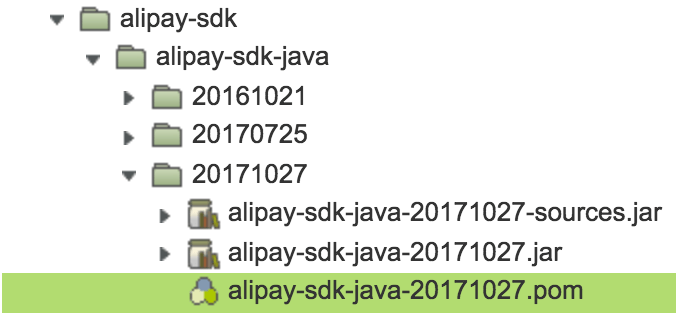 alipay-sdk
alipay-sdk-java
20161021
20170725
20171027
alipay-sdk-java-20171027-sources.jar
alipay-sdk-java-20171027.jar
alipay-sdk-java-20171027.pom